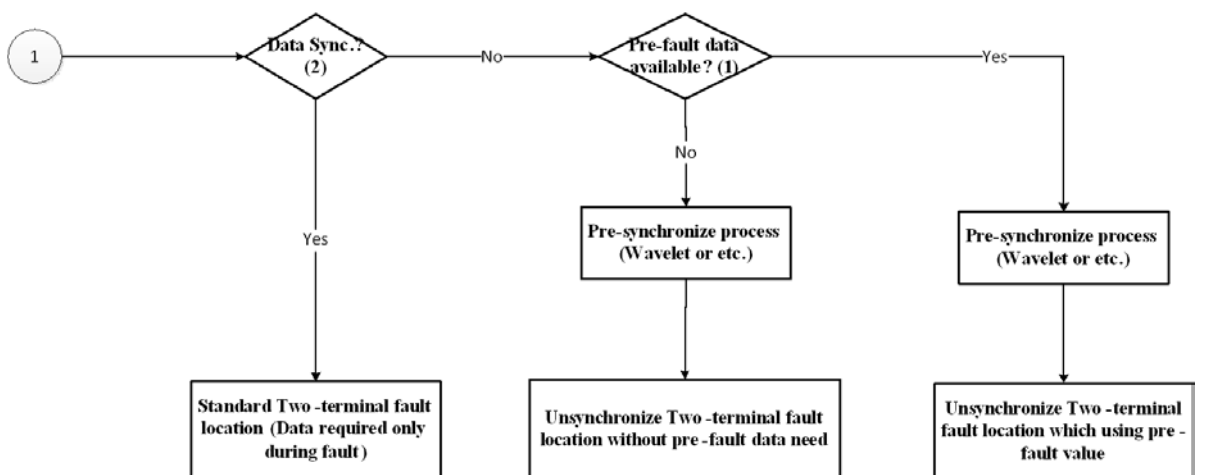 1
Data Sync.?
(2)
No
Pre-fault data
available? (1)
Yes
No
Yes
Pre-synchronize process
(Wavelet or etc.)
Pre-synchronize process
(Wavelet or etc.)
Standard Two -terminal fault
location (Data required only
during fault)
Unsynchronize Two -terminal fault
location without pre -fault data need
Unsynchronize Two -terminal
fault location which using pre -
fault value